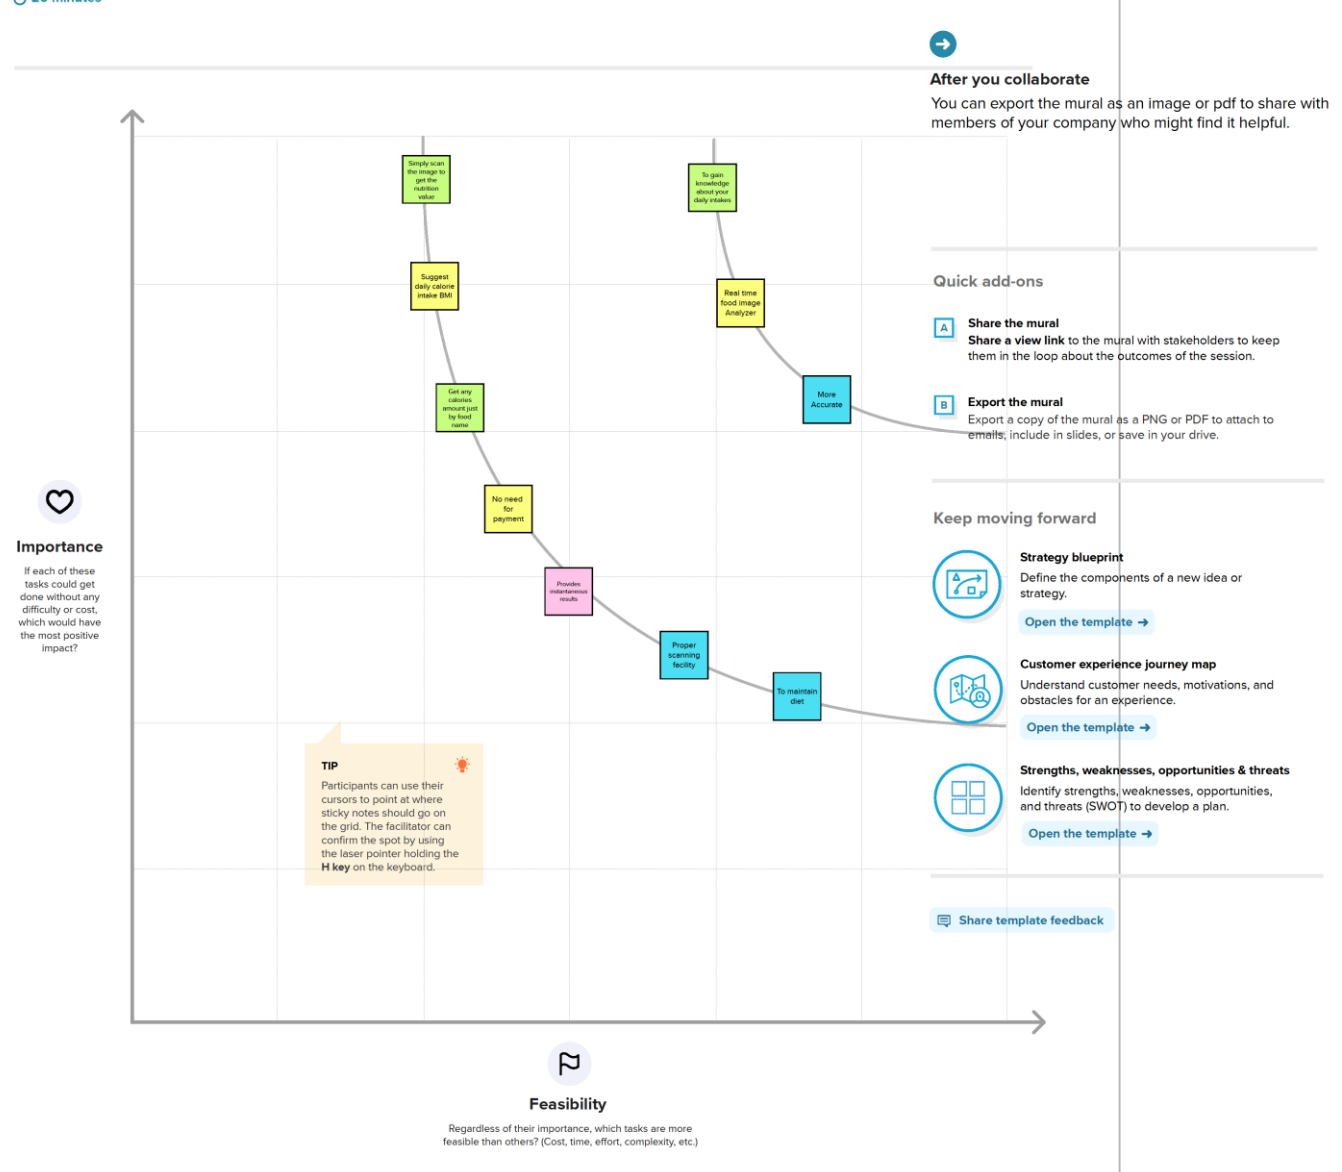 20 minutes
After you collaborate
You can export the mural as an image or pdf to share with
members of your company who might find it helpful.
Simply scan
the image to
get the
nutrition
value
To gain
knowledge
about your
daily intakes
Suggest
daily calorie
intake BMI
Real time
food image
Analyzer
Get any
calories
amount just
by food
name
More
Accurate
No need
for
payment
Provides
instantaneous
results
Proper
scanning
facility
To maintain
diet
Importance
If each of these
tasks could get
done without any
difficulty or cost,
which would have
the most positive
impact?
TIP
Participants can use their
cursors to point at where
sticky notes should go on
the grid. The facilitator can
confirm the spot by using
the laser pointer holding the
H key on the keyboard.
Feasibility
Regardless of their importance, which tasks are more
feasible than others? (Cost, time, effort, complexity, etc.)
Quick add-ons
A
Share the mural
Share a view link to the mural with stakeholders to keep
them in the loop about the outcomes of the session.
B
Export the mural
Export a copy of the mural as a PNG or PDF to attach to
emails, include in slides, or save in your drive.
Keep moving forward
Strategy blueprint
Define the components of a new idea or
strategy.
Open the template →
Customer experience journey map
Understand customer needs, motivations, and
obstacles for an experience.
Open the template →
Strengths, weaknesses, opportunities & threats
Identify strengths, weaknesses, opportunities,
and threats (SWOT) to develop a plan.
Open the template →
Share template feedback